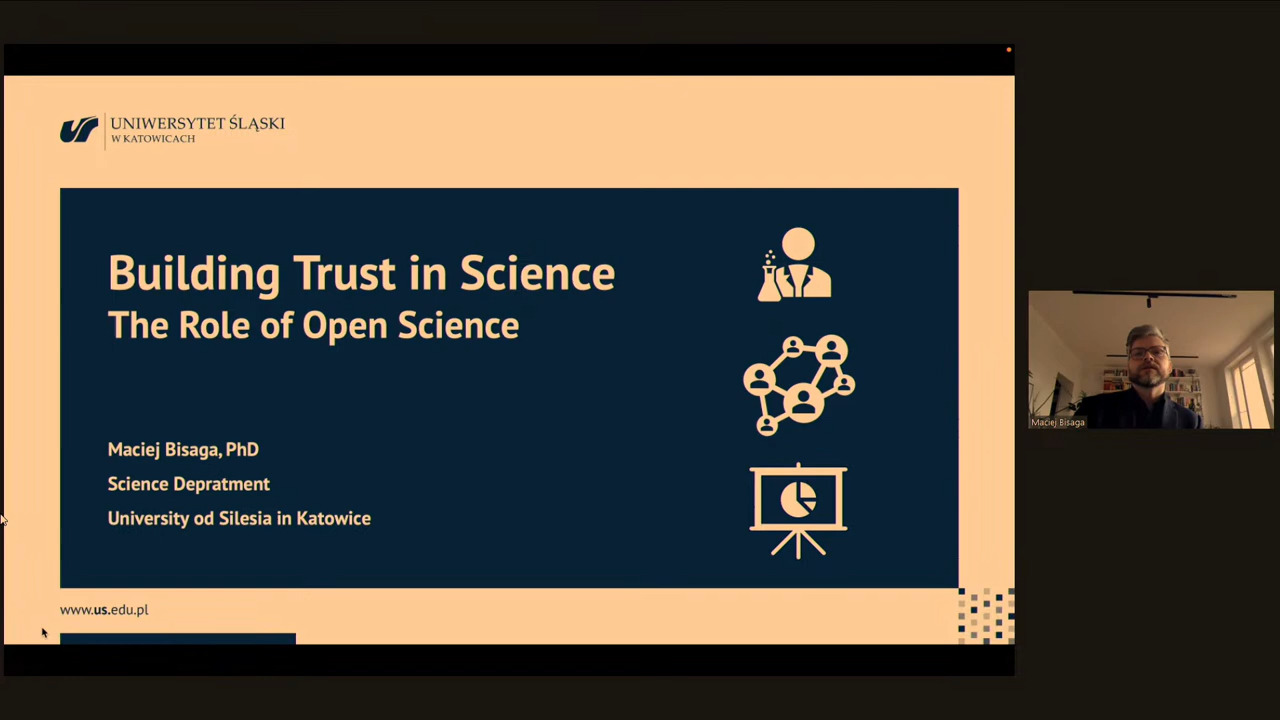 UNIWERSYTET ŚLĄSKI
W KATOWICACH
Building Trust in Science
The Role of Open Science
Maciej Bisaga, PhD
Science Depratment
University od Silesia in Katowice
www.us.edu.pl
Maciej Bisaga